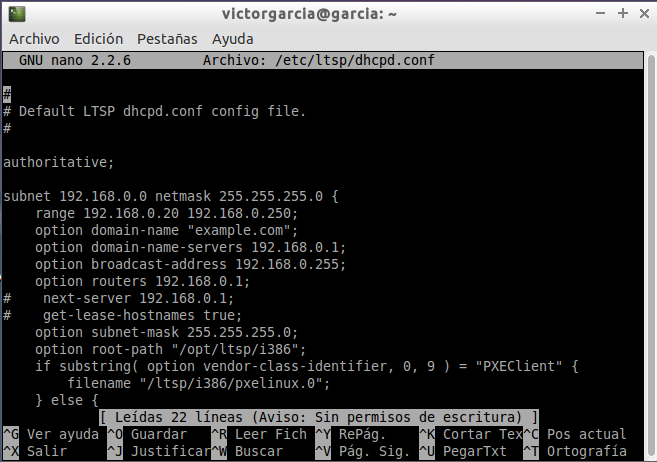 victorgarcia@garcia: ~
Archivo Edición Pestañas Ayuda
GNU nano 2.2.6 Archivo: /etc/ltsp/dhcpd.conf
#
# Default LTSP dhcpd.conf config file.
#
authoritative;
subnet 192.168.0.0 netmask 255.255.255.0 {
    range 192.168.0.20 192.168.0.250;
    option domain-name "example.com";
    option domain-name-servers 192.168.0.1;
    option broadcast-address 192.168.0.255;
    option routers 192.168.0.1;
#    next-server 192.168.0.1;
#    get-lease-hostnames true;
    option subnet-mask 255.255.255.0;
    option root-path "/opt/ltsp/i386";
    if substring( option vendor-class-identifier, 0, 9 ) = "PXEClient" {
        filename "/ltsp/i386/pxelinux.0";
    } else {
[ Leídas 22 líneas (Aviso: Sin permisos de escritura) ]
^G Ver ayuda ^O Guardar ^R Leer Fich ^Y RePág. ^K Cortar Tex^C Pos actual
^X Salir ^J Justificar^W Buscar ^V Pág. Sig. ^U PegarTxt ^T Ortografía